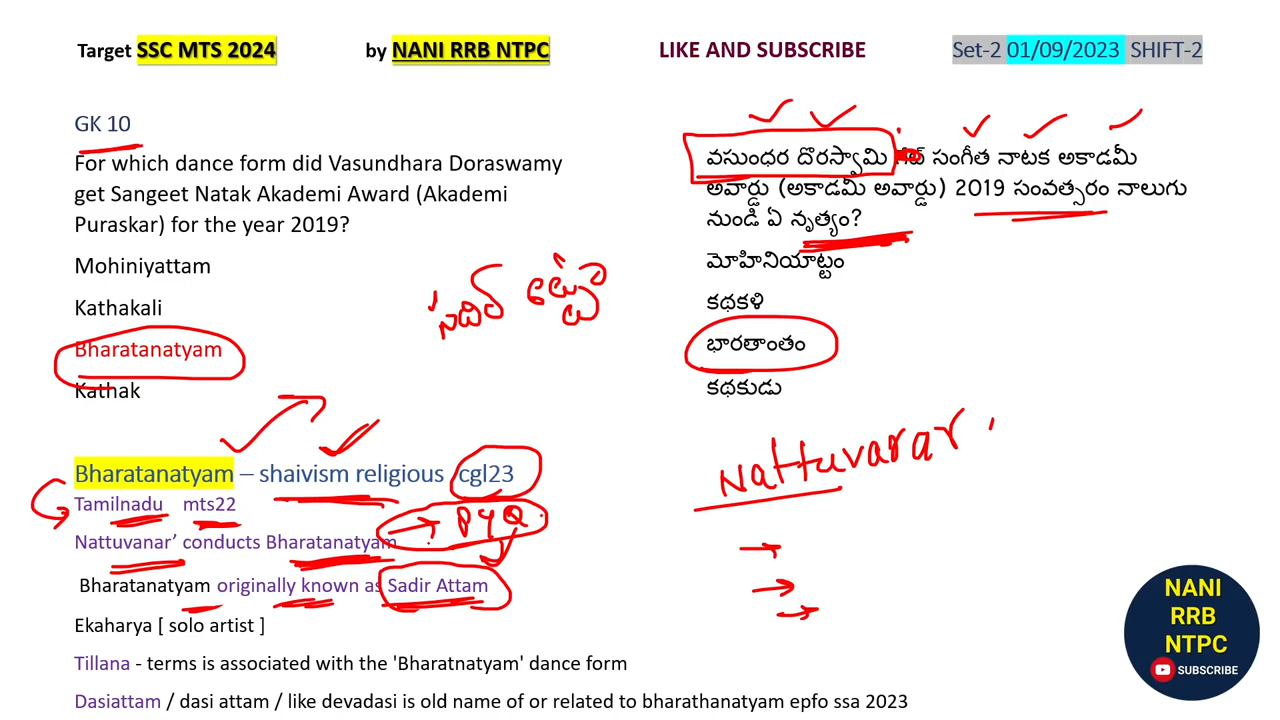 Target SSC MTS 2024 by NANI RRB NTPC LIKE AND SUBSCRIBE Set-2 01/09/2023 SHIFT-2
GK 10
For which dance form did Vasundhara Doraswamy
get Sangeet Natak Akademi Award (Akademi
Puraskar) for the year 2019?
Mohiniyattam
Kathakali
Bharatanatyam
Kathak
Bharatanatyam – shaivism religious cgl23
Tamilnadu mts22
Nattuvanar’ conducts Bharatanatyam
→ PYQ
Bharatanatyam originally known as Sadir Attam
Ekaharya [ solo artist ]
Tillana - terms is associated with the 'Bharatnatyam' dance form
Dasiattam / dasi attam / like devadasi is old name of or related to bharathanatyam epfo ssa 2023
వసుంధర దొరస్వామి సంగీత నాటక అకాడమీ
అవార్డు (అకాడమీ అవార్డు) 2019 సంవత్సరం నాలుగు
నుండి ఏ నృత్యం?
మోహినియాట్టం
కథకళి
భారతాంతం
కథకుడు
Nattuvarar
NANI
RRB
NTPC
SUBSCRIBE